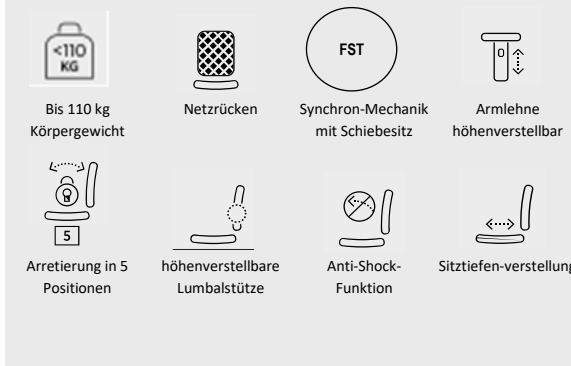 <110
KG
FST
Bis 110 kg
Körpergewicht
Netzrücken
Synchron-Mechanik
mit Schiebesitz
Armlehne
höhenverstellbar
5
Arretierung in 5
Positionen
höhenverstellbare
Lumbalstütze
Anti-Shock-
Funktion
Sitztiefen-verstellung